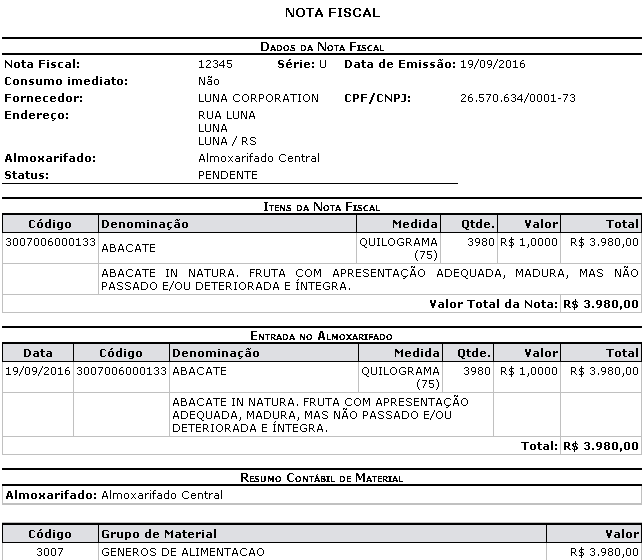 NOTA FISCAL
DADOS DA NOTA FISCAL
Nota Fiscal: 12345 Série: U Data de Emissão: 19/09/2016
Consumo imediato: Não
Fornecedor: LUNA CORPORATION CPF/CNPJ: 26.570.634/0001-73
Endereço: RUA LUNA
LUNA
LUNA / RS
Almoxarifado: Almoxarifado Central
Status: PENDENTE
ITENS DA NOTA FISCAL
Código Denominação Medida Qtde. Valor Total
3007006000133 ABACATE QUILOGRAMA 3980 R$ 1,0000 R$ 3.980,00
(75)
ABACATE IN NATURA. FRUTA COM APRESENTAÇÃO ADEQUADA, MADURA, MAS NÃO
PASSADO E/OU DETERIORADA E ÍNTEGRA.
Valor Total da Nota: R$ 3.980,00
ENTRADA NO ALMOXARIFADO
Data Código Denominação Medida Qtde. Valor Total
19/09/2016 3007006000133 ABACATE QUILOGRAMA 3980 R$ 1,0000 R$ 3.980,00
(75)
ABACATE IN NATURA. FRUTA COM APRESENTAÇÃO
ADEQUADA, MADURA, MAS NÃO PASSADO E/OU
DETERIORADA E ÍNTEGRA.
Total: R$ 3.980,00
RESUMO CONTÁBIL DE MATERIAL
Almoxarifado: Almoxarifado Central
Código Grupo de Material Valor
3007 GENEROS DE ALIMENTACAO R$ 3.980,00